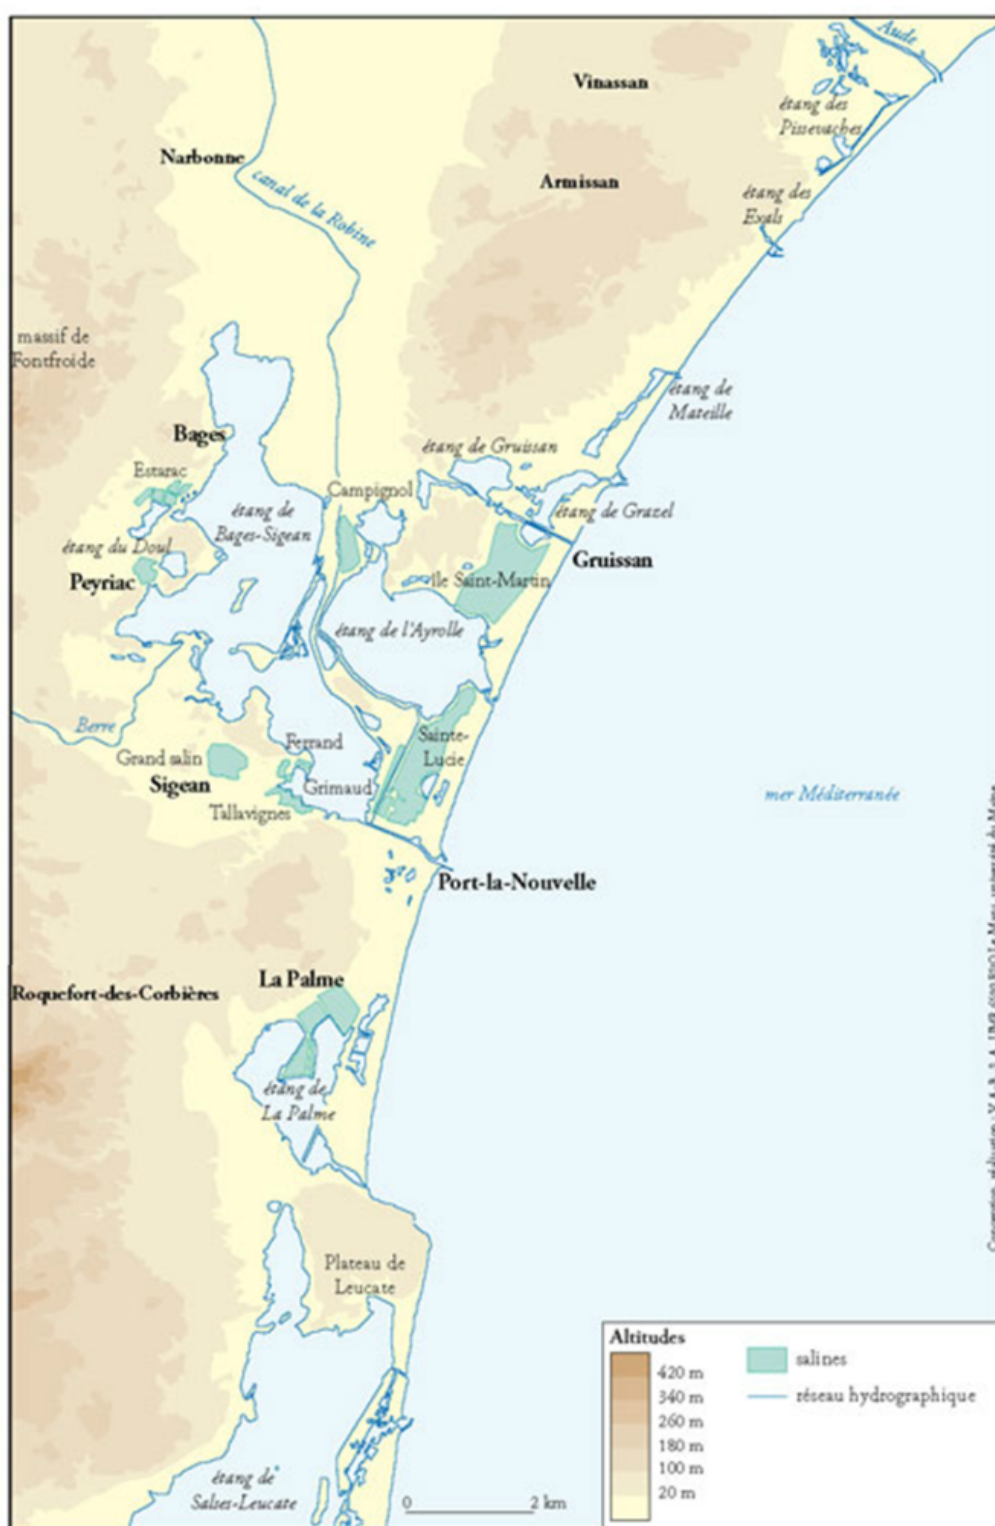 Aude
Vinassan
étang des
Pissevaches
Narbonne
canal de la Robine
Armissan
étang des
Exals
massif de
Fontfroide
étang de
Mateille
Bages
étang de Gruissan
Estarac
Campignol
étang de
Bages-Sigean
étang de Grazel
étang du Doul
Gruissan
Peyriac
île Saint-Martin
étang de l'Ayrolle
Berre
Ferrand
Sainte-
Lucie
Grand salin
Sigean
Grimaud
mer Méditerranée
Tallavignes
Port-la-Nouvelle
La Palme
Roquefort-des-Corbières
étang de
La Palme
Plateau de
Leucate
Altitudes
420 m
340 m
260 m
180 m
100 m
20 m
salines
réseau hydrographique
étang de
Salses-Leucate
0 2 km